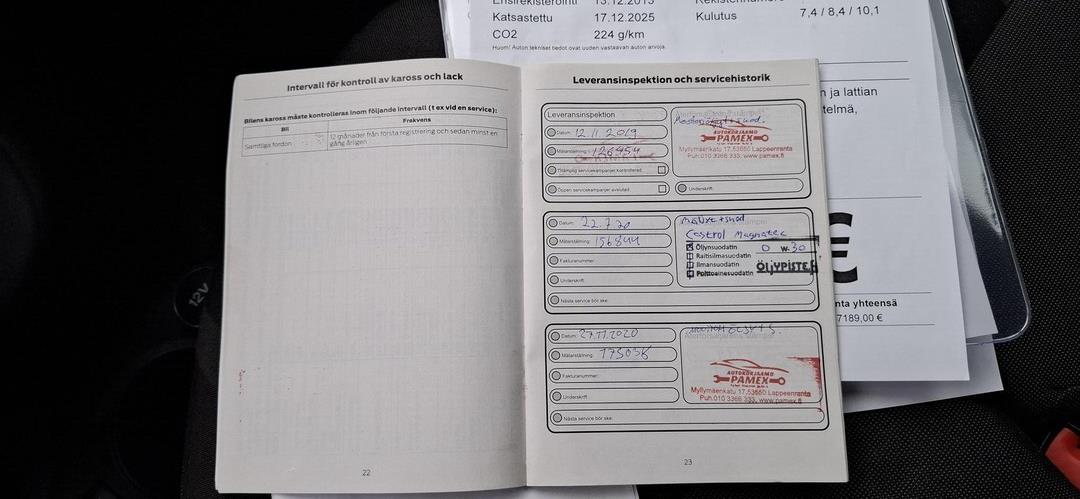 Ensirekisteröinti 13.12.2013
Katsastettu 17.12.2025
Kulutus 7,4 / 8,4 / 10,1
CO2 224 g/km
Huom! Auton tekniset tiedot ovat uuden vastaavan auton arvoja.
n ja lattian
telmä,
€
nta yhteensä
7189,00 €
12V
Intervall för kontroll av kaross och lack
Bilens kaross måste kontrolleras inom följande intervall (t ex vid en service):
Bil Frekvens
Samtliga fordon 12 månader från första registrering och sedan minst en
gång årligen
22
Leveransinspektion och servicehistorik
Leveransinspektion
Datum: 12 11 2019
Mätarställning: 126454
servicekampanjer kontrollerad
Öppen servicekampanjer avslutad
Underskrift:
AUTOKORJAAMO
PAMEX
Myllymäenkatu 17,53550 Lappeenranta
Puh.010 3366 333, www.pamex.fi
Datum: 22.7.20
Mätarställning: 156844
Fakturanummer:
Underskrift:
Nästa service bör ske:
Castrol Magnatec
Öljynsuodatin 0 W-30
Raitisilmasuodatin
Ilmansuodatin
Polttoainesuodatin
ÖLJYPISTE
Datum: 27.11.2020
Mätarställning: 175036
Fakturanummer:
Underskrift:
Nästa service bör ske:
AUTOKORJAAMO
PAMEX
Myllymäenkatu 17,53550 Lappeenranta
Puh.010 3366 333, www.pamex.fi
23